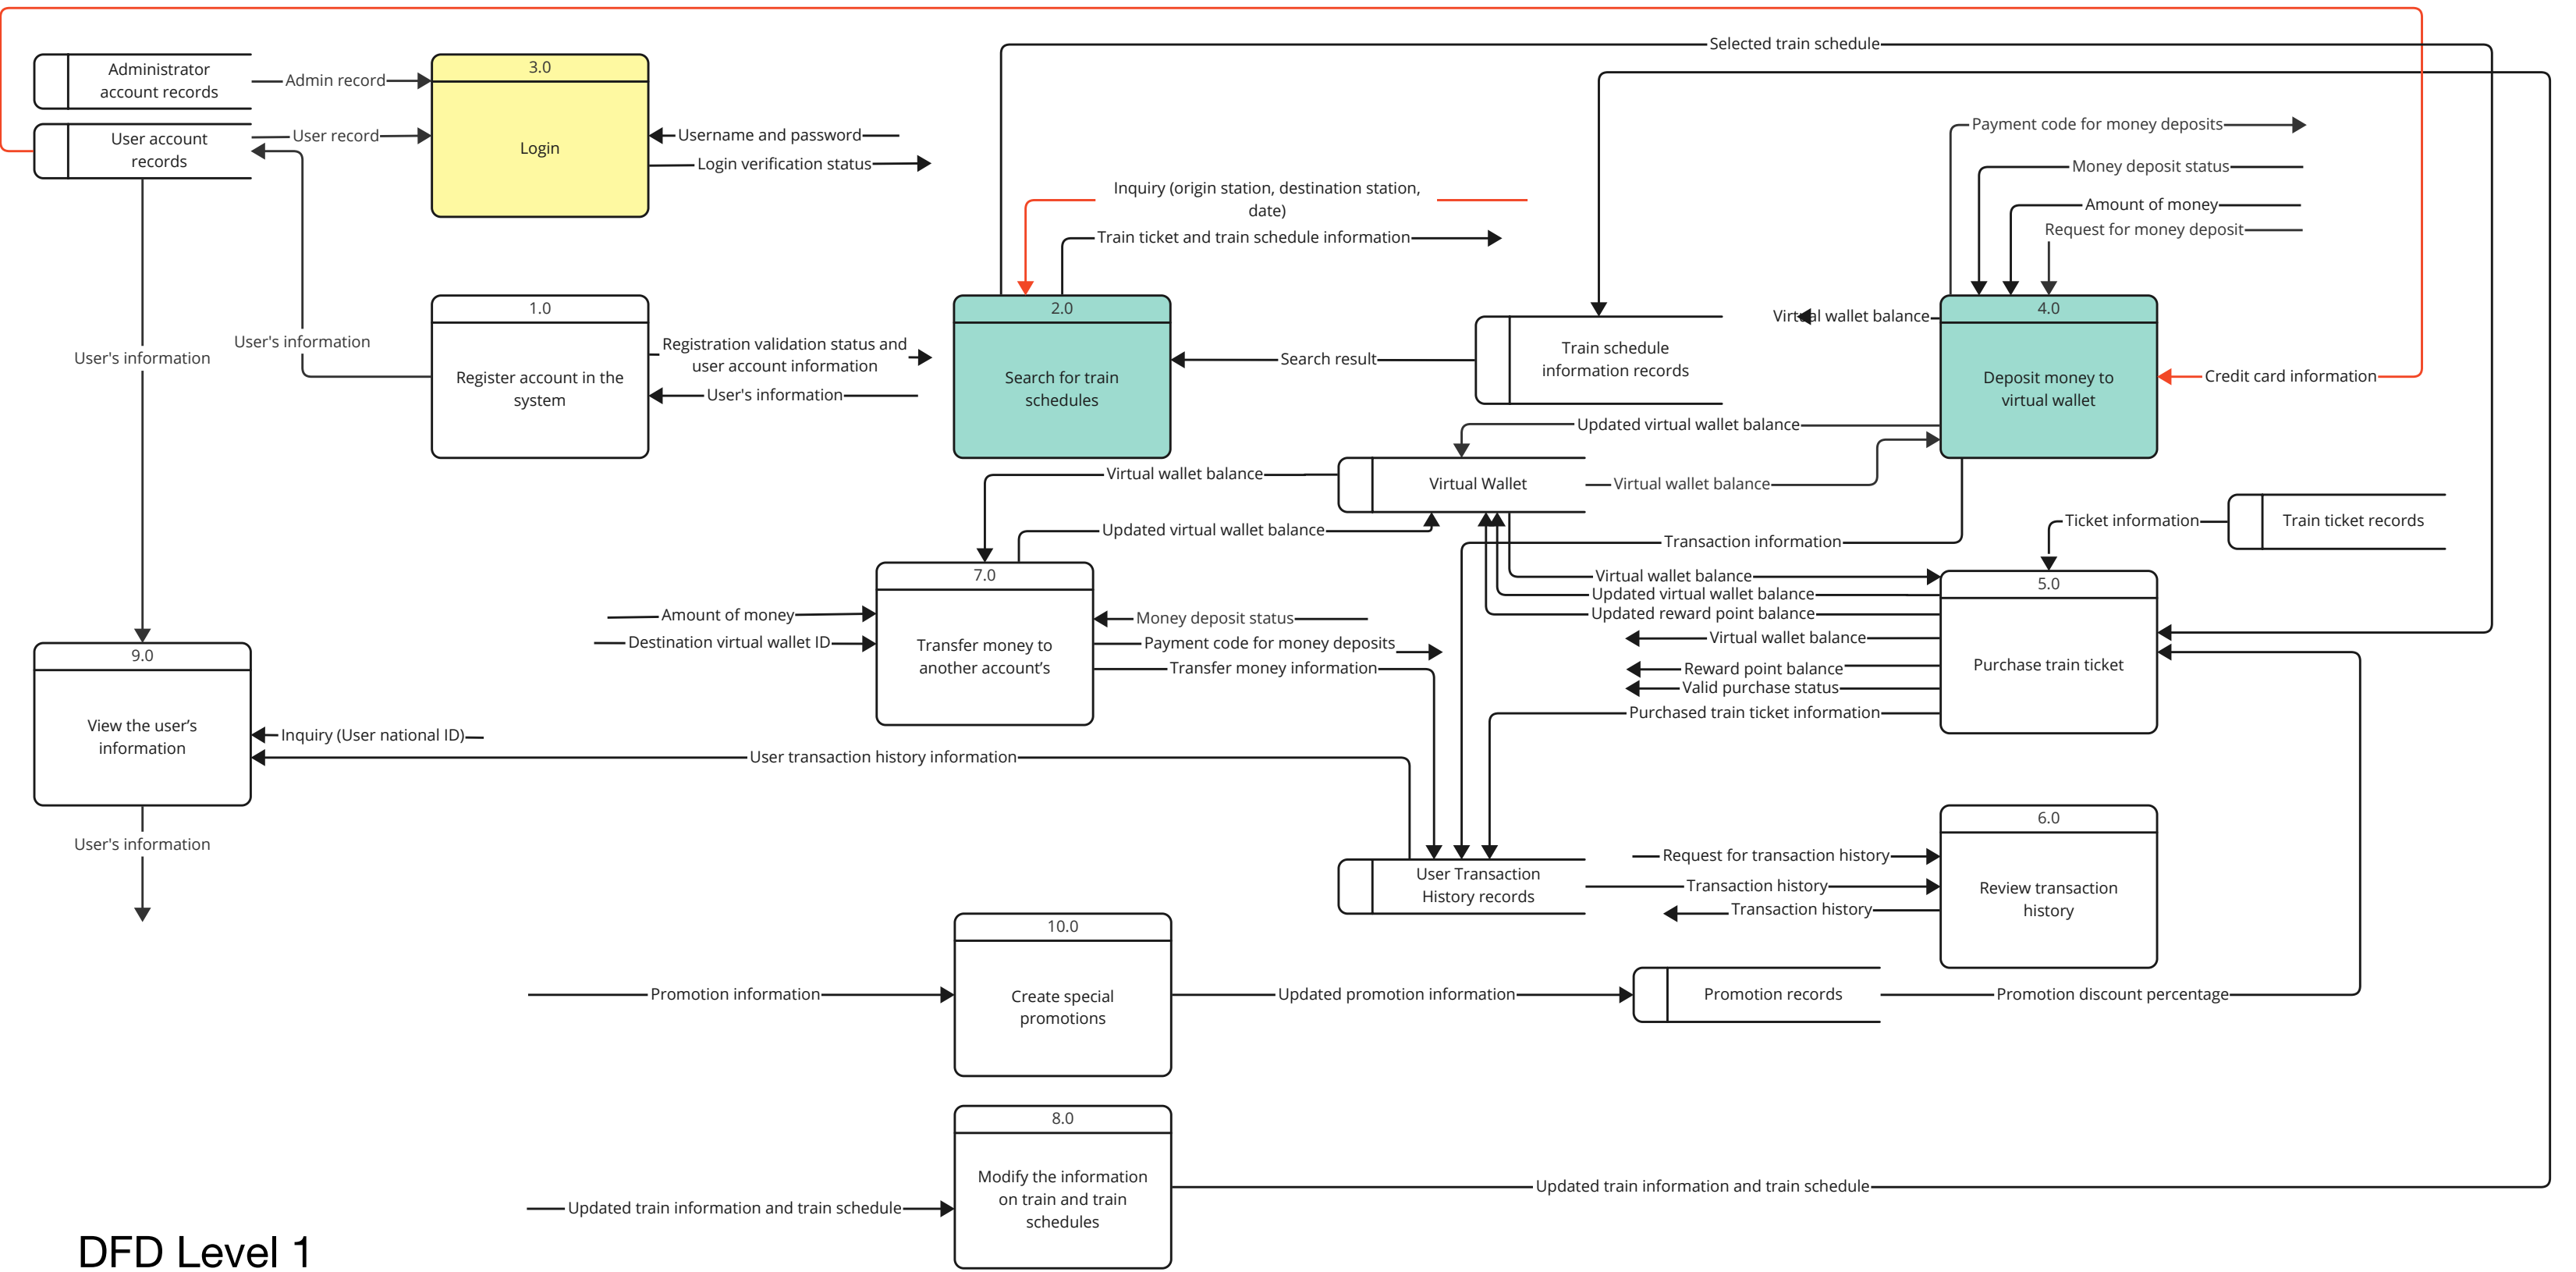 Selected train schedule
Administrator
account records
Admin record
3.0
Login
User account
records
User record
Username and password
Login verification status
Payment code for money deposits
Money deposit status
Amount of money
Request for money deposit
Inquiry (origin station, destination station,
date)
Train ticket and train schedule information
1.0
Register account in the
system
User's information
User's information
Registration validation status and
user account information
User's information
2.0
Search for train
schedules
Search result
Train schedule
information records
Virtual wallet balance
4.0
Deposit money to
virtual wallet
Credit card information
Updated virtual wallet balance
Virtual wallet balance
Virtual Wallet
Virtual wallet balance
Updated virtual wallet balance
Transaction information
Ticket information
Train ticket records
7.0
Transfer money to
another account’s
Amount of money
Destination virtual wallet ID
Money deposit status
Payment code for money deposits
Transfer money information
Virtual wallet balance
Updated virtual wallet balance
Updated reward point balance
Virtual wallet balance
Reward point balance
Valid purchase status
Purchased train ticket information
5.0
Purchase train ticket
9.0
View the user’s
information
Inquiry (User national ID)
User transaction history information
User's information
User Transaction
History records
Request for transaction history
Transaction history
Transaction history
6.0
Review transaction
history
Promotion information
10.0
Create special
promotions
Updated promotion information
Promotion records
Promotion discount percentage
8.0
Modify the information
on train and train
schedules
Updated train information and train schedule
Updated train information and train schedule
DFD Level 1